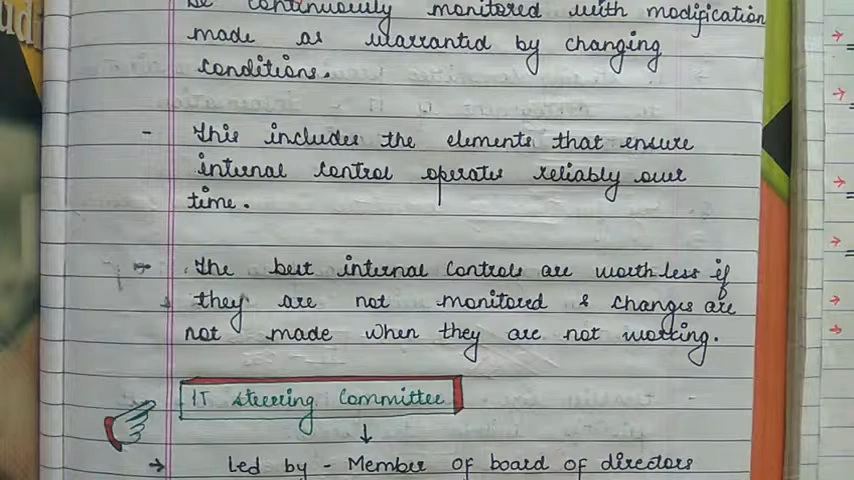 be continuously monitored with modification
made as warranted by changing
conditions.
- This includes the elements that ensure
internal control operates reliably over
time.
- The best internal controls are worthless if
they are not monitored & changes are
not made when they are not working.
IT steering Committee
↓
→ Led by - Member of board of directors